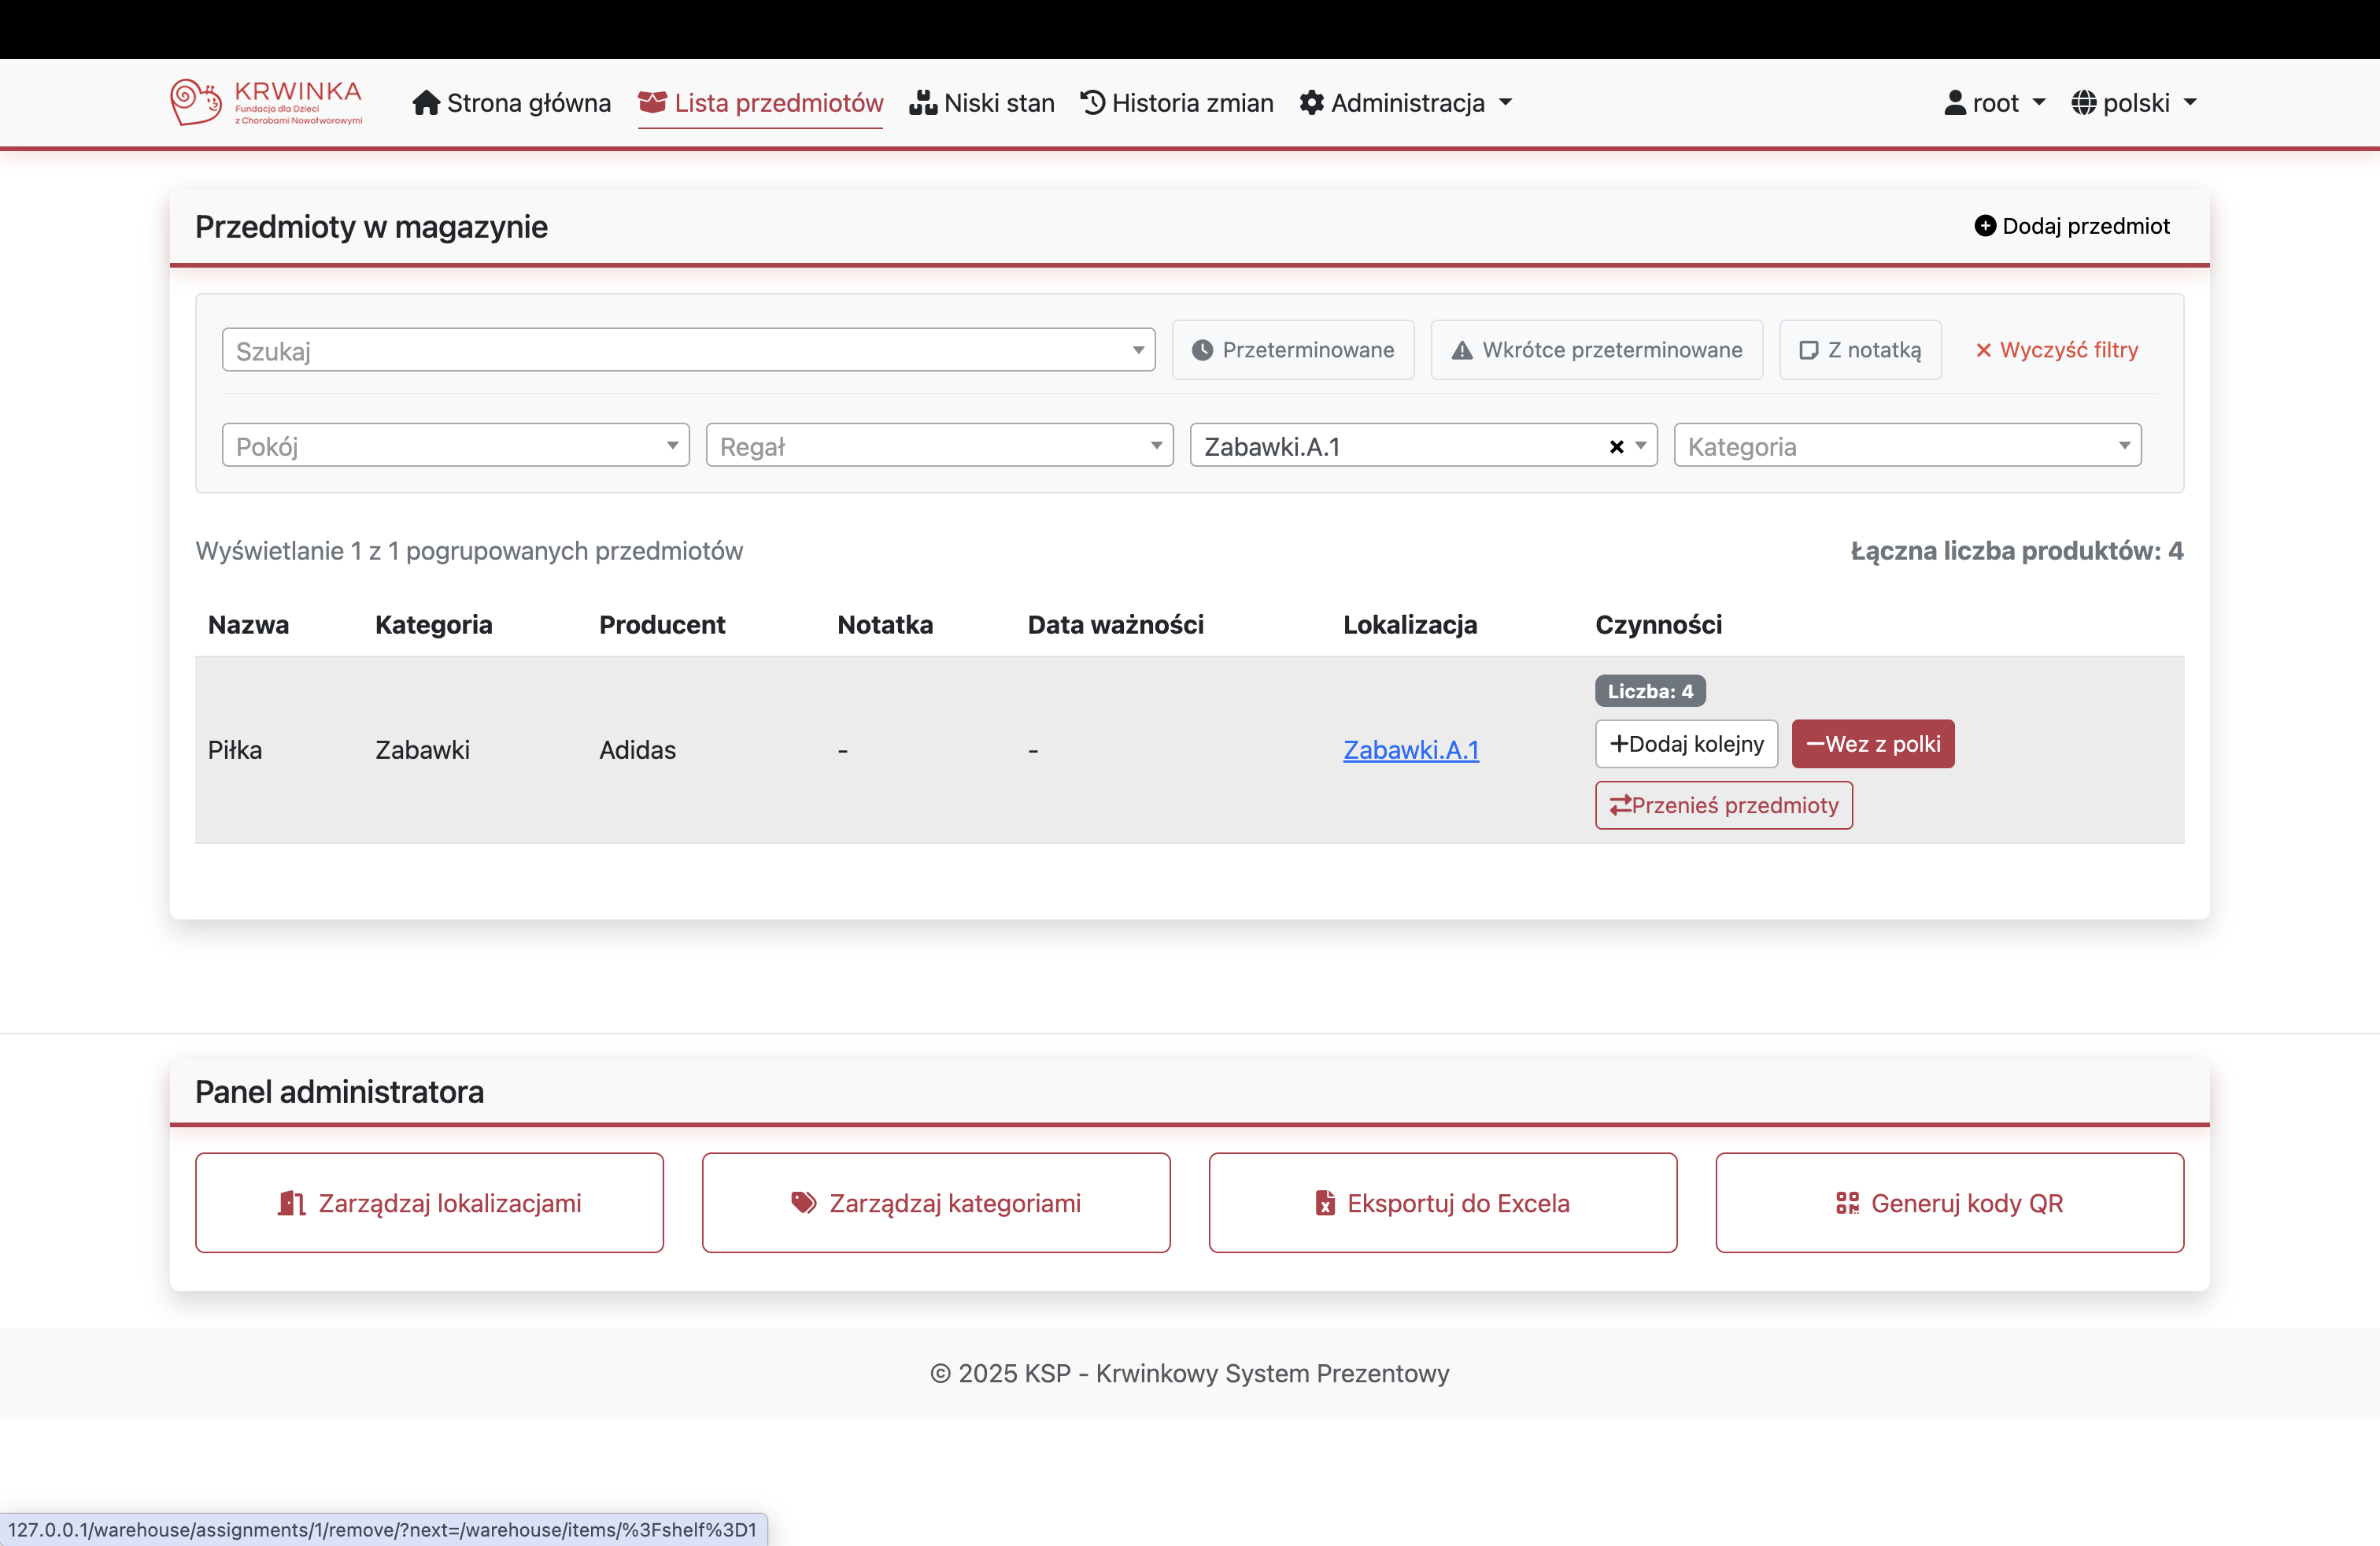 KRWINKA
Fundacja dla Dzieci
z Chorobami Nowotworowymi
Strona główna
Lista przedmiotów
Niski stan
Historia zmian
Administracja
root
polski
Przedmioty w magazynie
Dodaj przedmiot
Szukaj
Przeterminowane
Wkrótce przeterminowane
Z notatką
Wyczyść filtry
Pokój
Regał
Zabawki.A.1
Kategoria
Wyświetlanie 1 z 1 pogrupowanych przedmiotów
Łączna liczba produktów: 4
Nazwa Kategoria Producent Notatka Data ważności Lokalizacja Czynności
Liczba: 4
Piłka Zabawki Adidas - - Zabawki.A.1
Dodaj kolejny
Wez z polki
Przenieś przedmioty
Panel administratora
Zarządzaj lokalizacjami
Zarządzaj kategoriami
Eksportuj do Excela
Generuj kody QR
© 2025 KSP - Krwinkowy System Prezentowy
127.0.0.1/warehouse/assignments/1/remove/?next=/warehouse/items/%3Fshelf%3D1